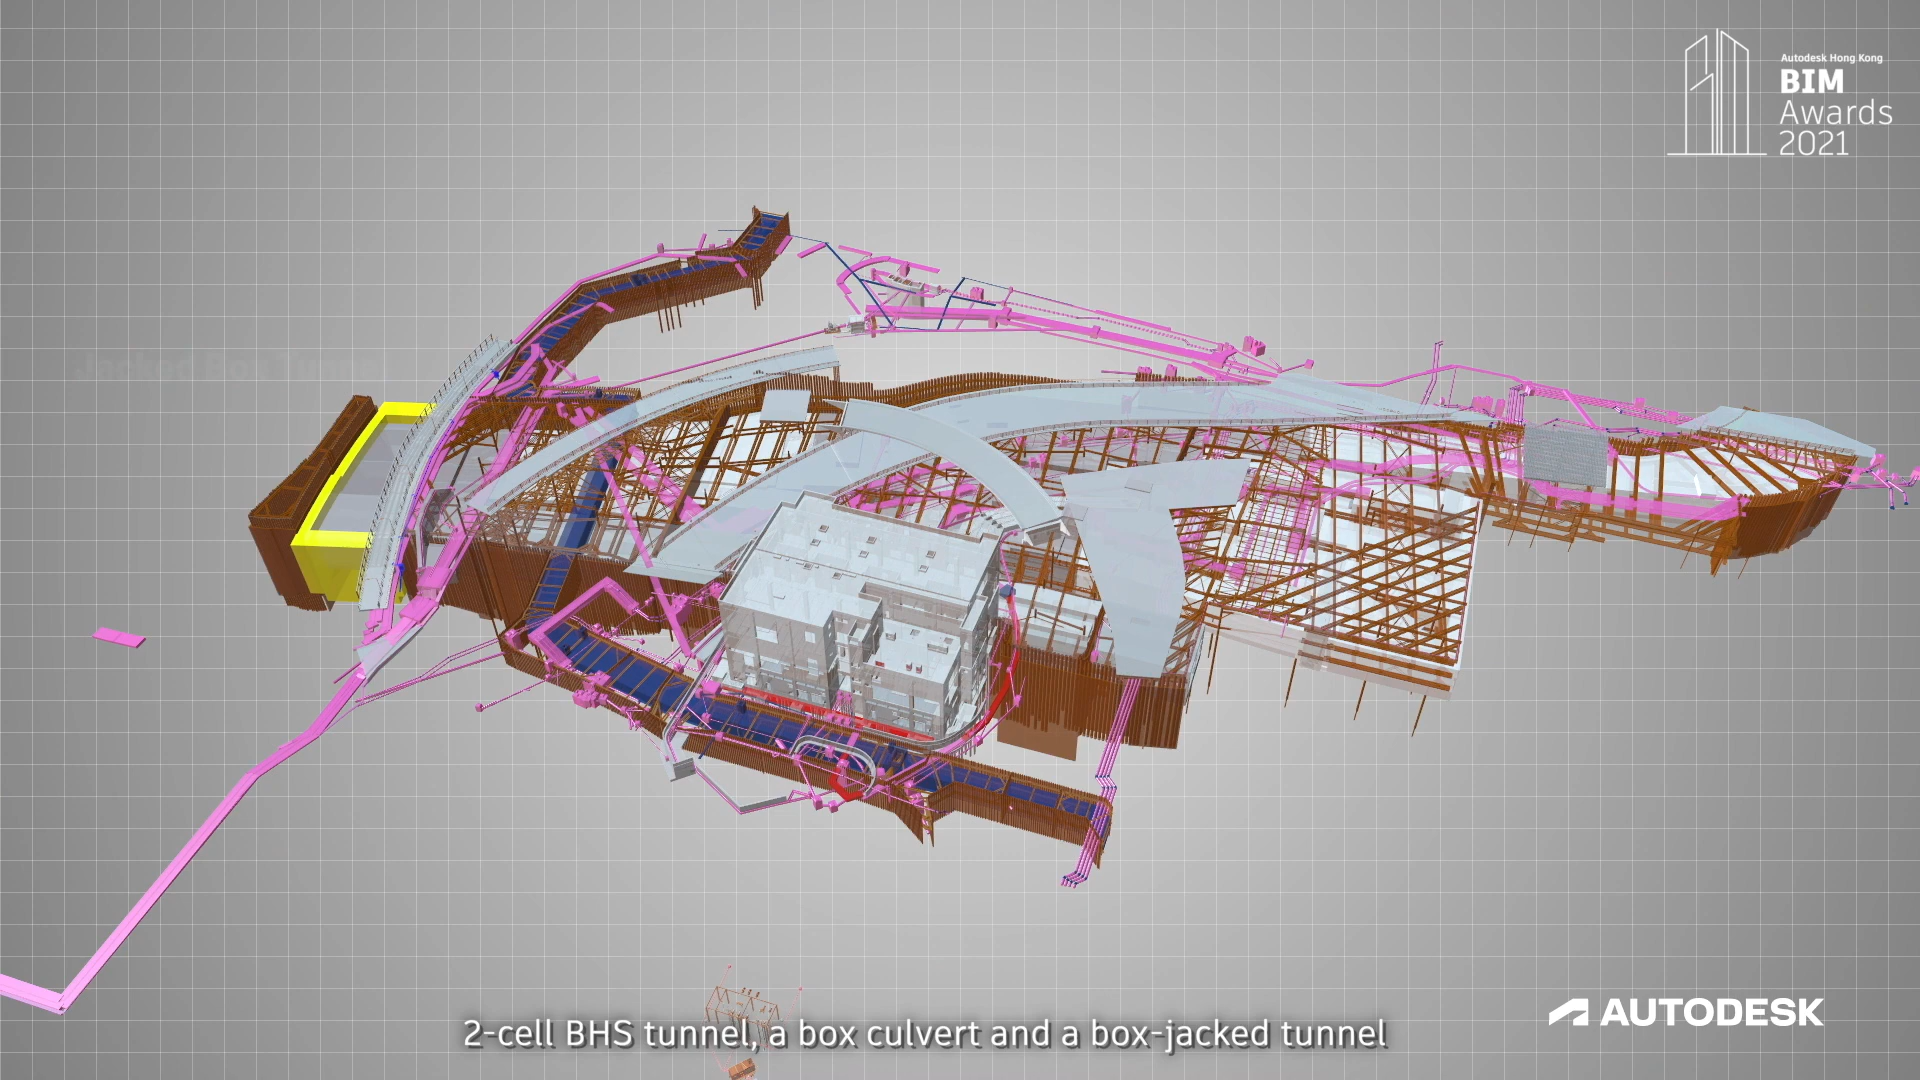 Autodesk Hong Kong
BIM
Awards
2021
2-cell BHS tunnel, a box culvert and a box-jacked tunnel
AUTODESK